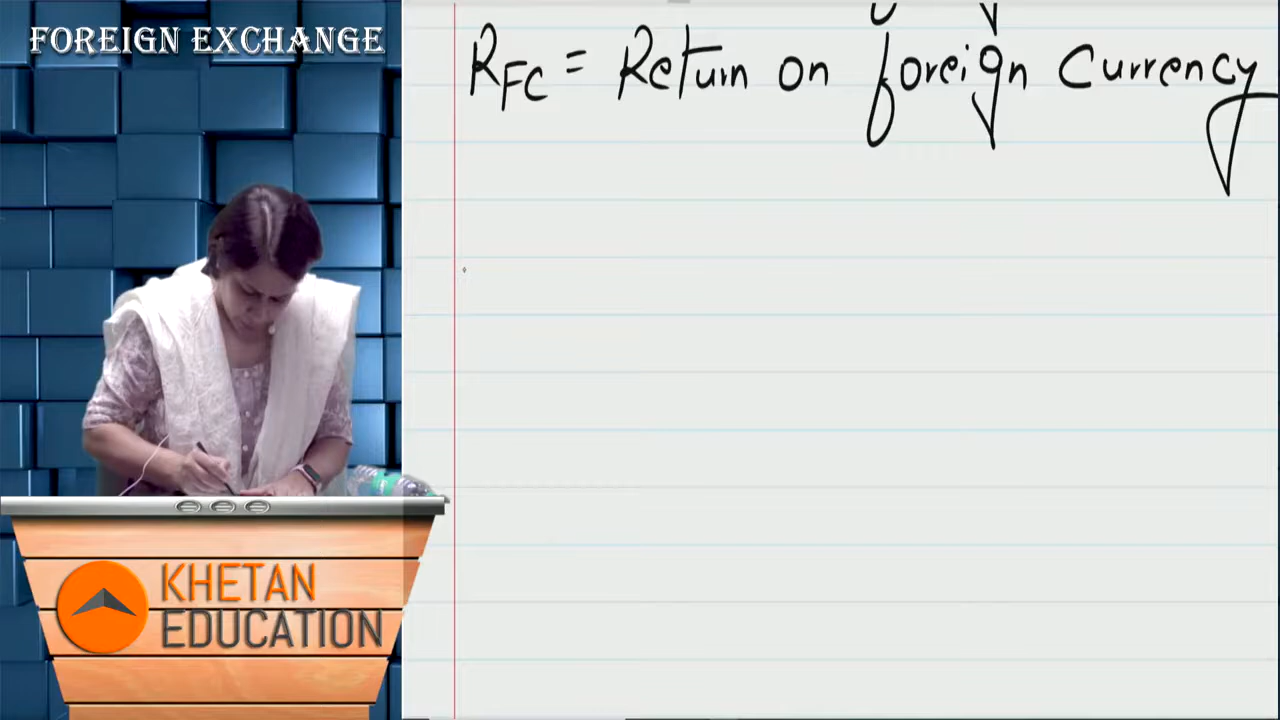 FOREIGN EXCHANGE
RFC = Return on foreign Currency
KHETAN
EDUCATION